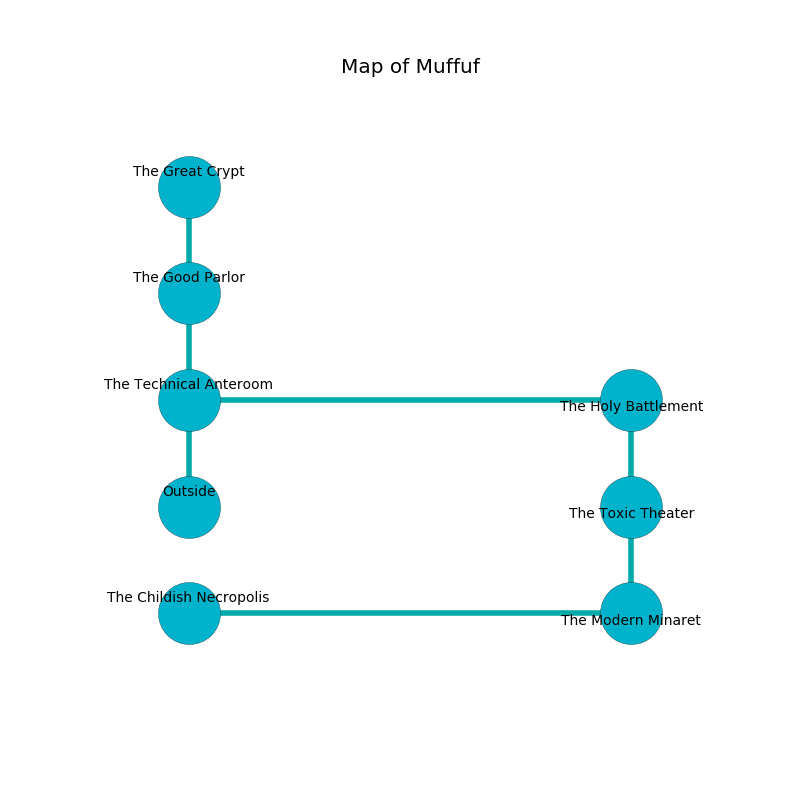 Map of Muffuf
The Great Crypt
The Good Parlor
The Technical Anteroom
The Holy Battlement
Outside
The Toxic Theater
The Childish Necropolis
The Modern Minaret